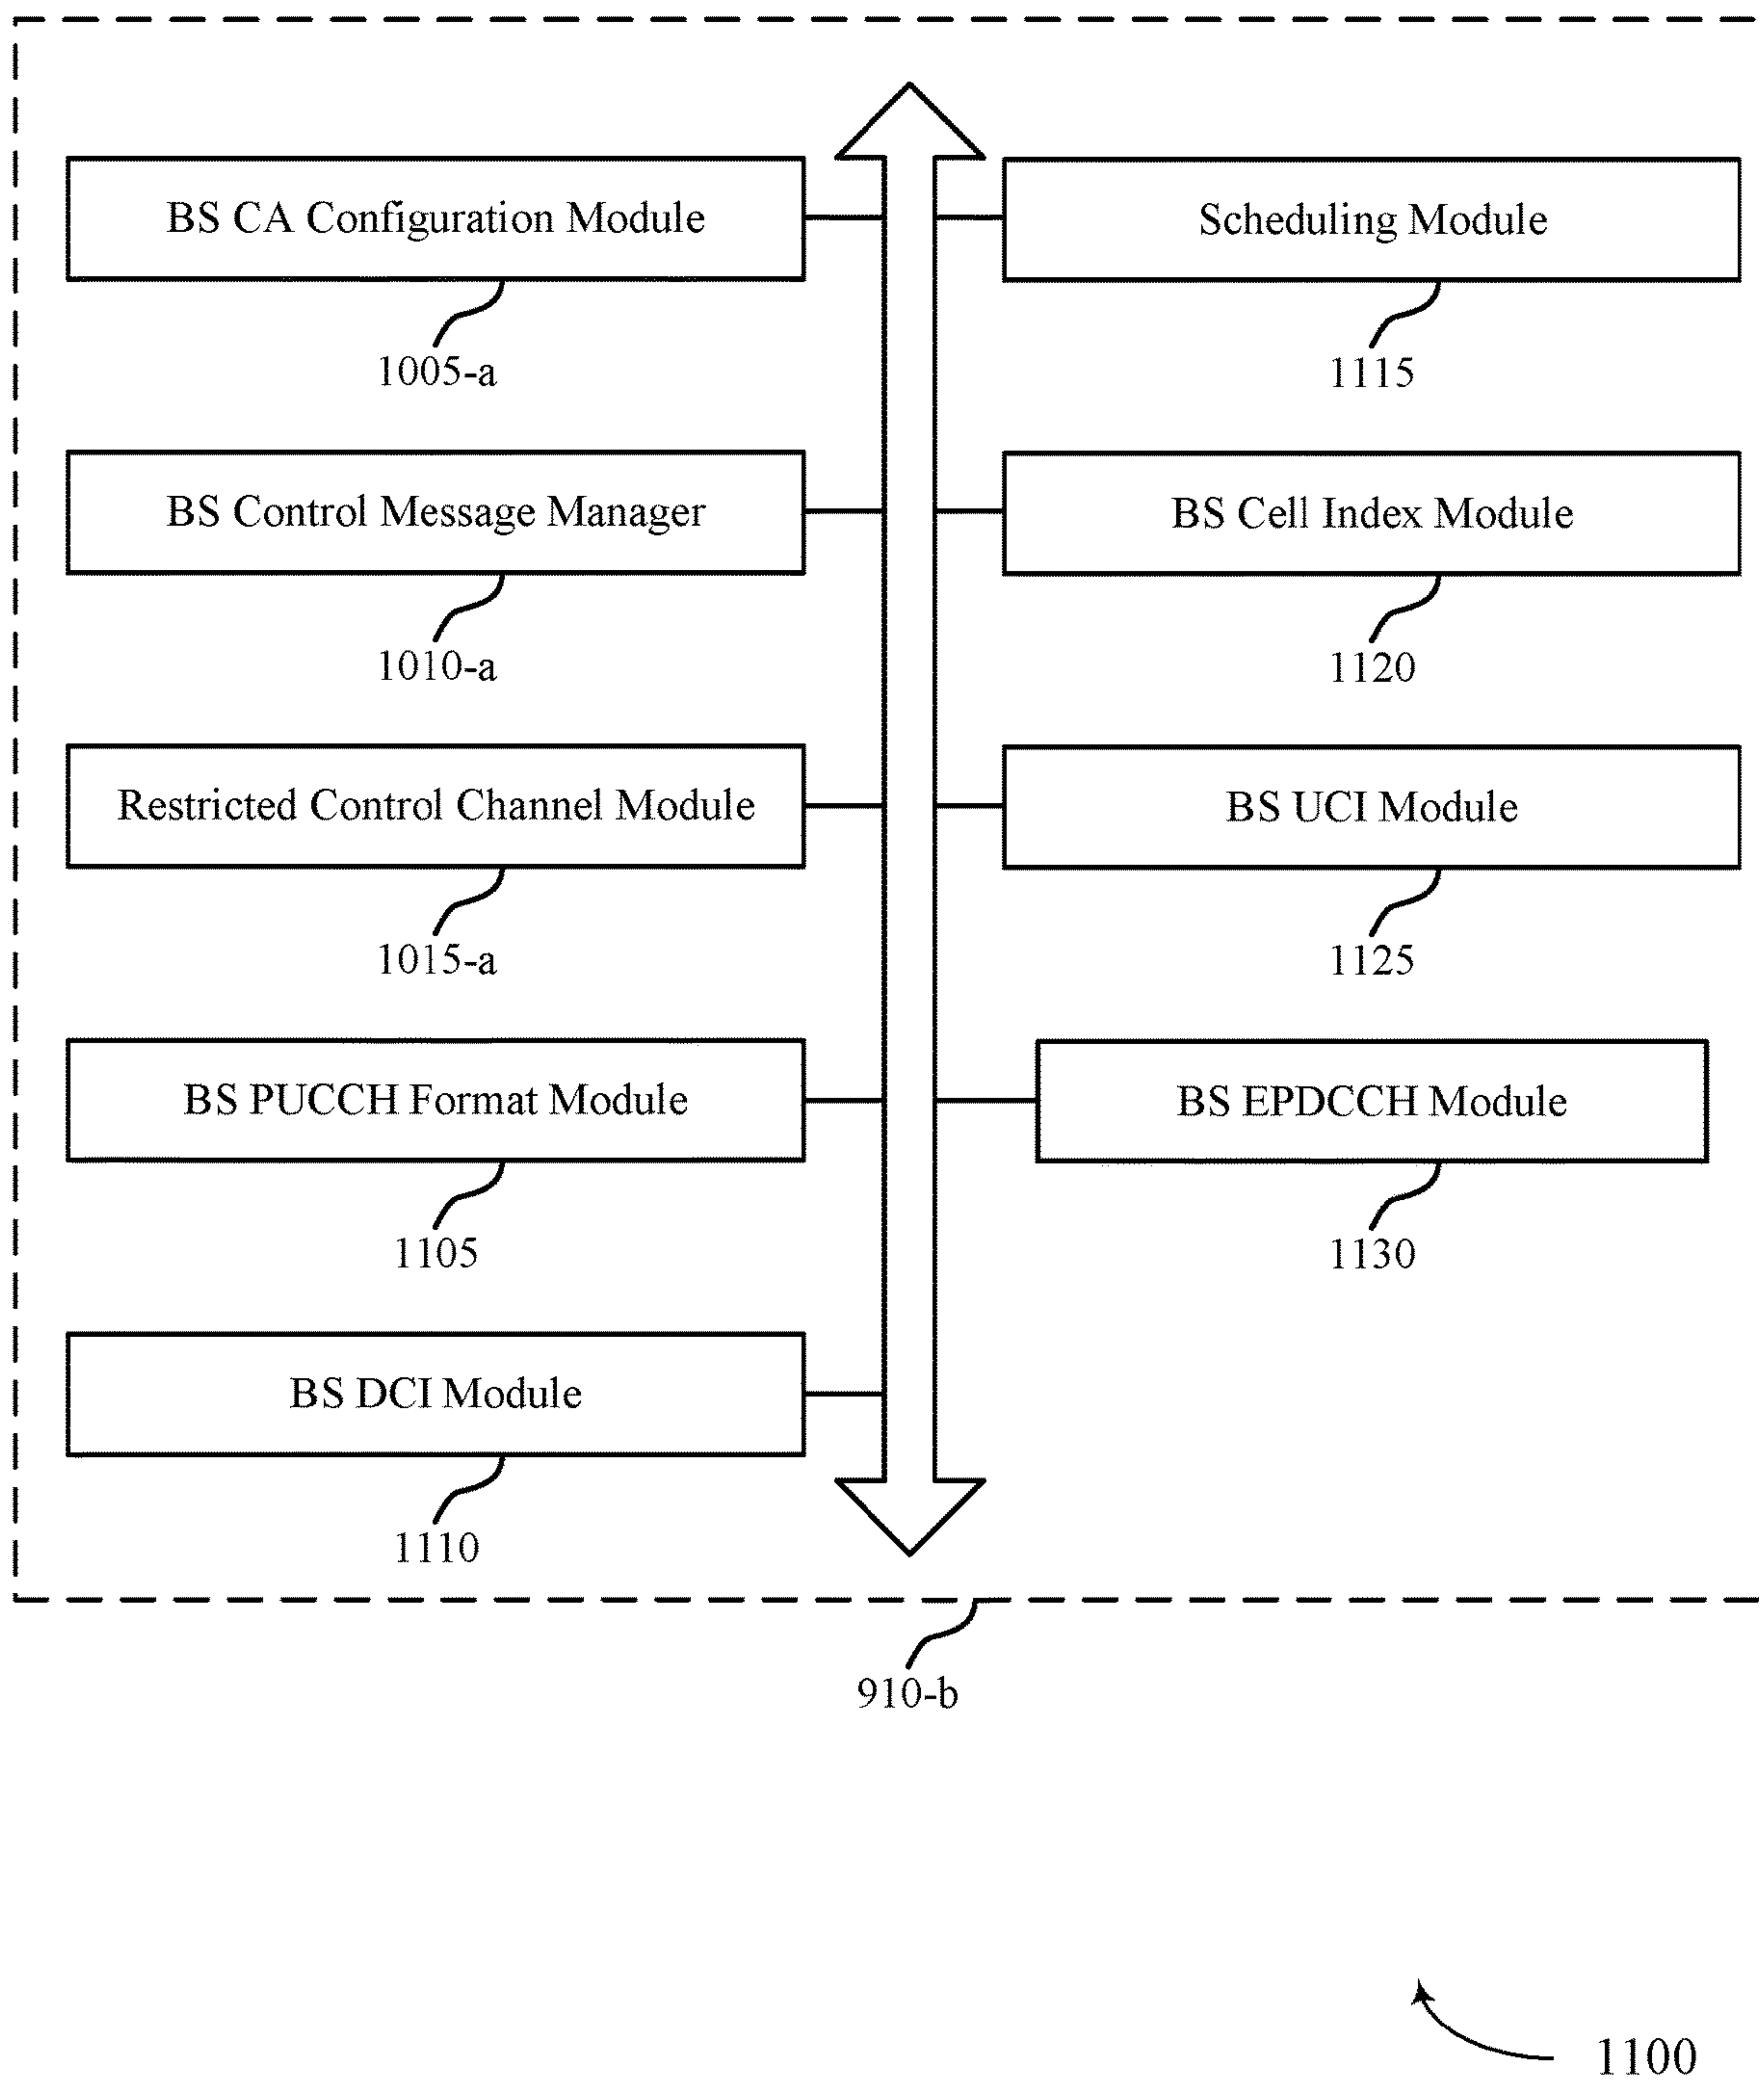 BS CA Configuration Module
1005-a
BS Control Message Manager
1010-a
Restricted Control Channel Module
1015-a
BS PUCCH Format Module
1105
BS DCI Module
1110
Scheduling Module
1115
BS Cell Index Module
1120
BS UCI Module
1125
BS EPDCCH Module
1130
910-b
1100